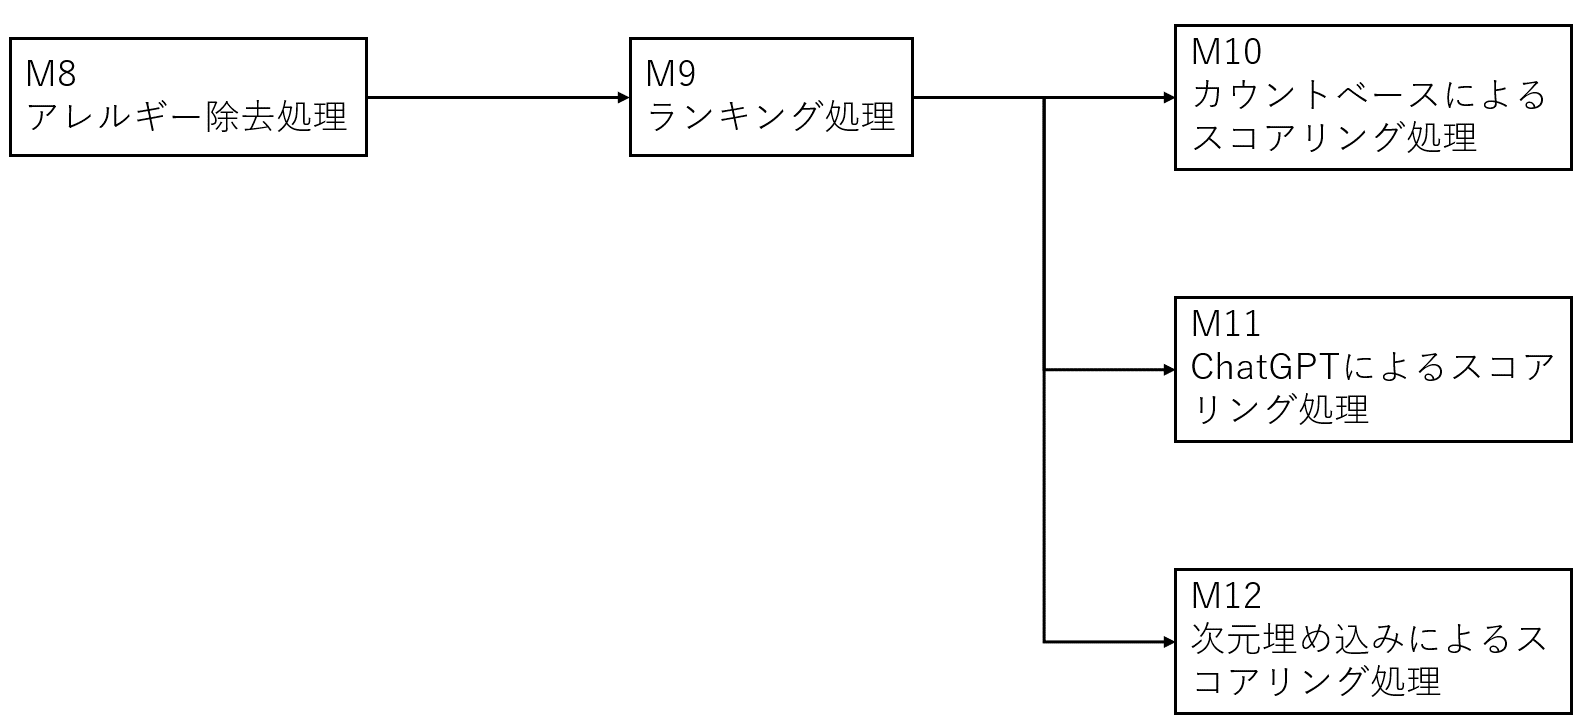 M8
アレルギー除去処理
M9
ランキング処理
M10
カウントベースによる
スコアリング処理
M11
ChatGPTによるスコア
リング処理
M12
次元埋め込みによるス
コアリング処理